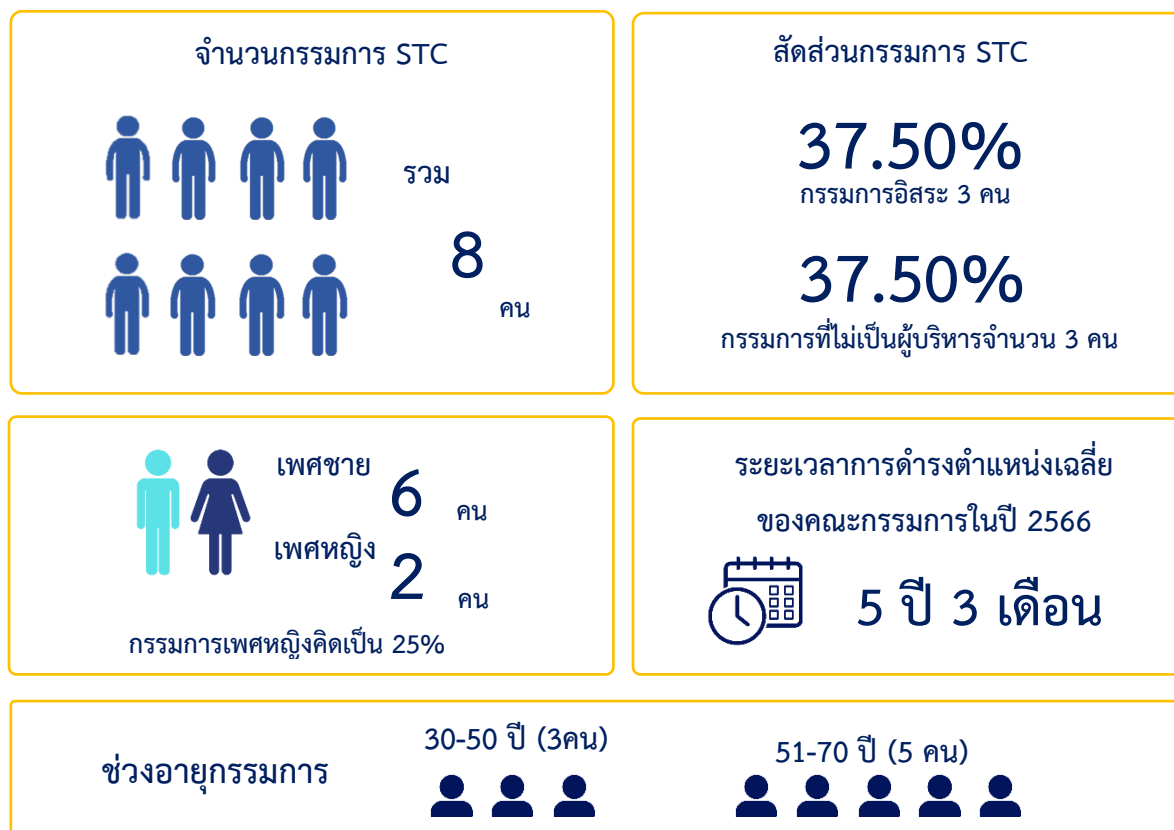 จำนวนกรรมการ STC
รวม
8
คน
สัดส่วนกรรมการ STC
37.50%
กรรมการอิสระ 3 คน
37.50%
กรรมการที่ไม่เป็นผู้บริหารจำนวน 3 คน
เพศชาย
6 คน
เพศหญิง
2 คน
กรรมการเพศหญิงคิดเป็น 25%
ระยะเวลาการดำรงตำแหน่งเฉลี่ย
ของคณะกรรมการในปี 2566
5 ปี 3 เดือน
ช่วงอายุกรรมการ
30-50 ปี (3คน)
51-70 ปี (5 คน)